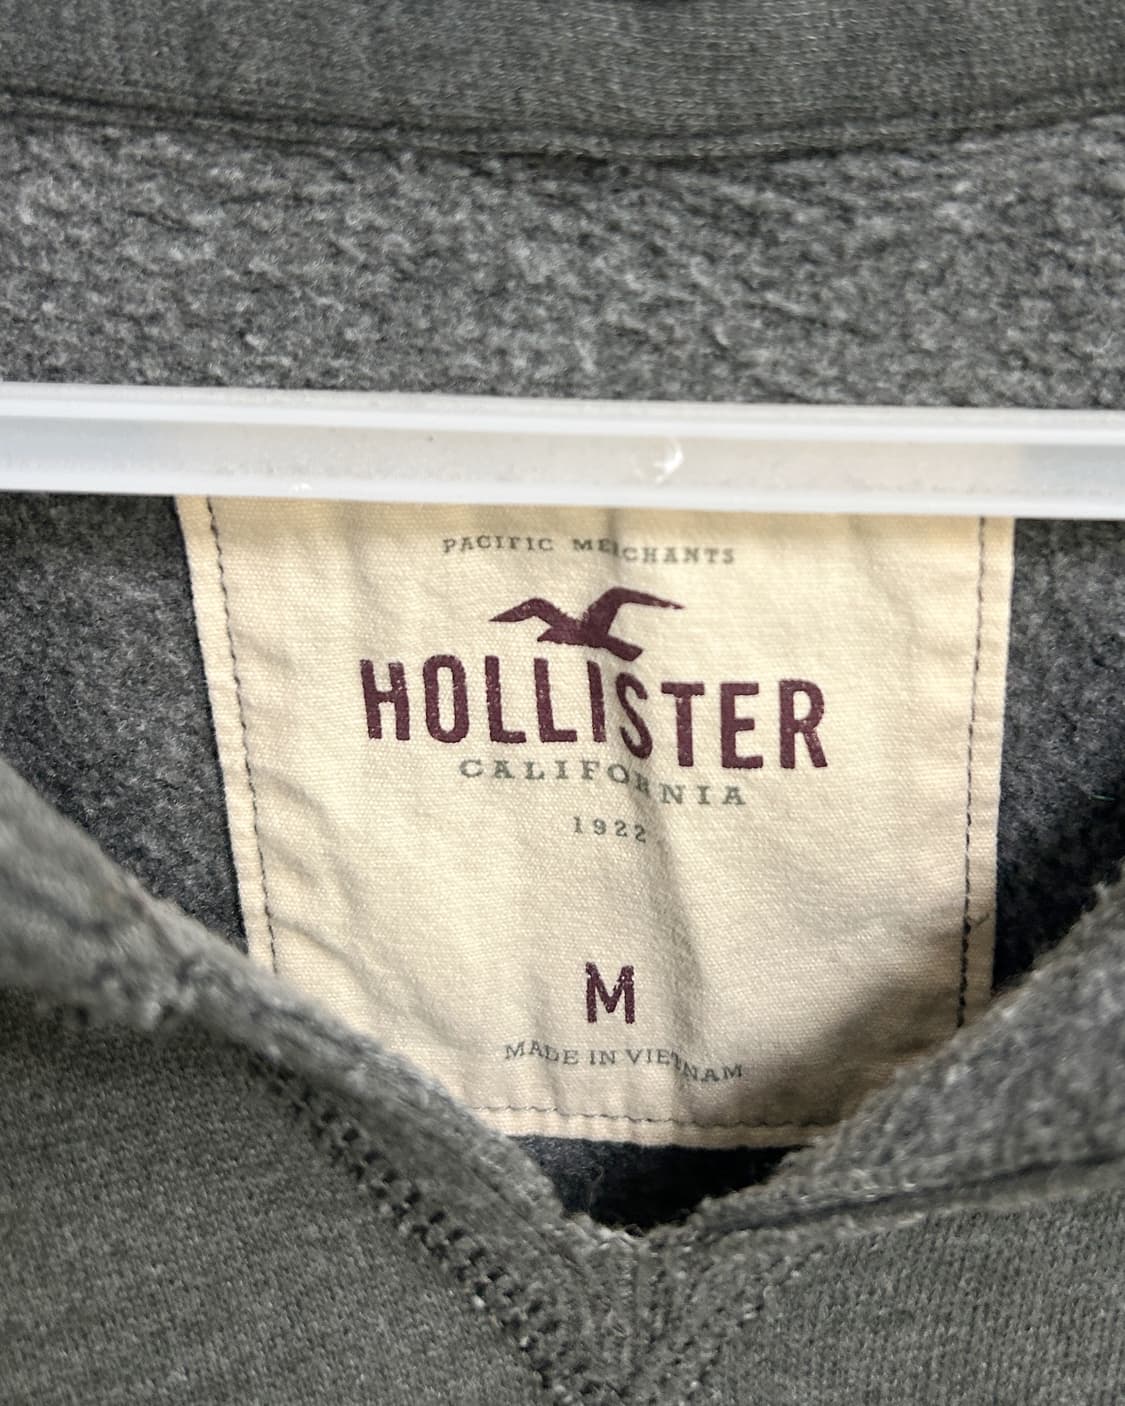 PACIFIC MERCHANTS
HOLLISTER
CALIFORNIA
1922
M
MADE IN VIETNAM